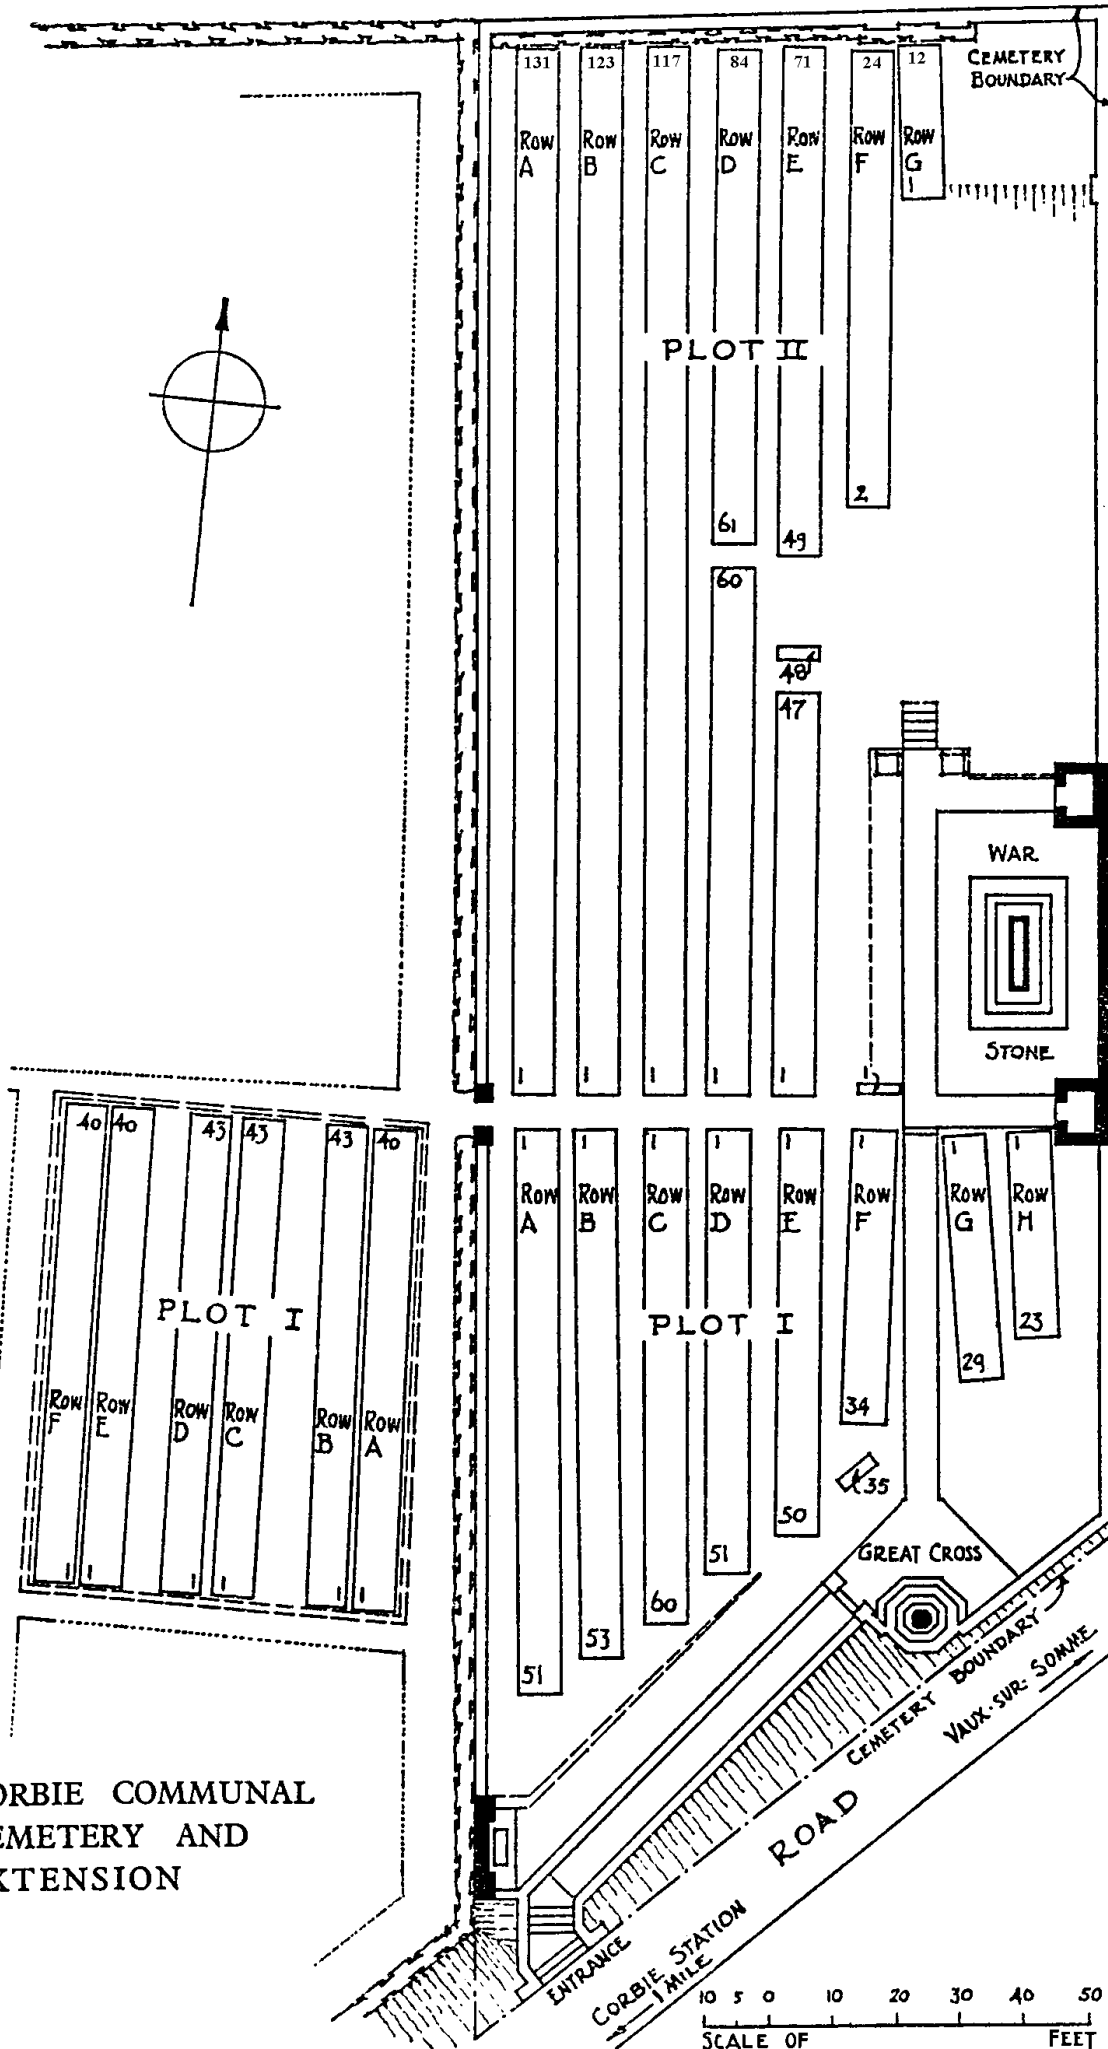 131 123 117 84 71 24 12
CEMETERY
BOUNDARY
Row A
Row B
Row C
Row D
Row E
Row F
Row G
1
PLOT II
2
61
49
60
48
47
WAR
STONE
1 1 1 1 1 1
40 40 43 43 43 40
1 1 1 1 1 1 1 1
Row A
Row B
Row C
Row D
Row E
Row F
Row G
Row H
PLOT I
PLOT I
23
29
Row F
Row E
Row D
Row C
Row B
Row A
34
35
50
1 1 1 1 1 1
51
GREAT CROSS
60
53
51
CEMETERY BOUNDARY
VAUX-SUR-SOMME
ROAD
ORBIE COMMUNAL
EMETERY AND
XTENSION
ENTRANCE
CORBIE STATION
1 MILE
10 5 0 10 20 30 40 50
SCALE OF FEET